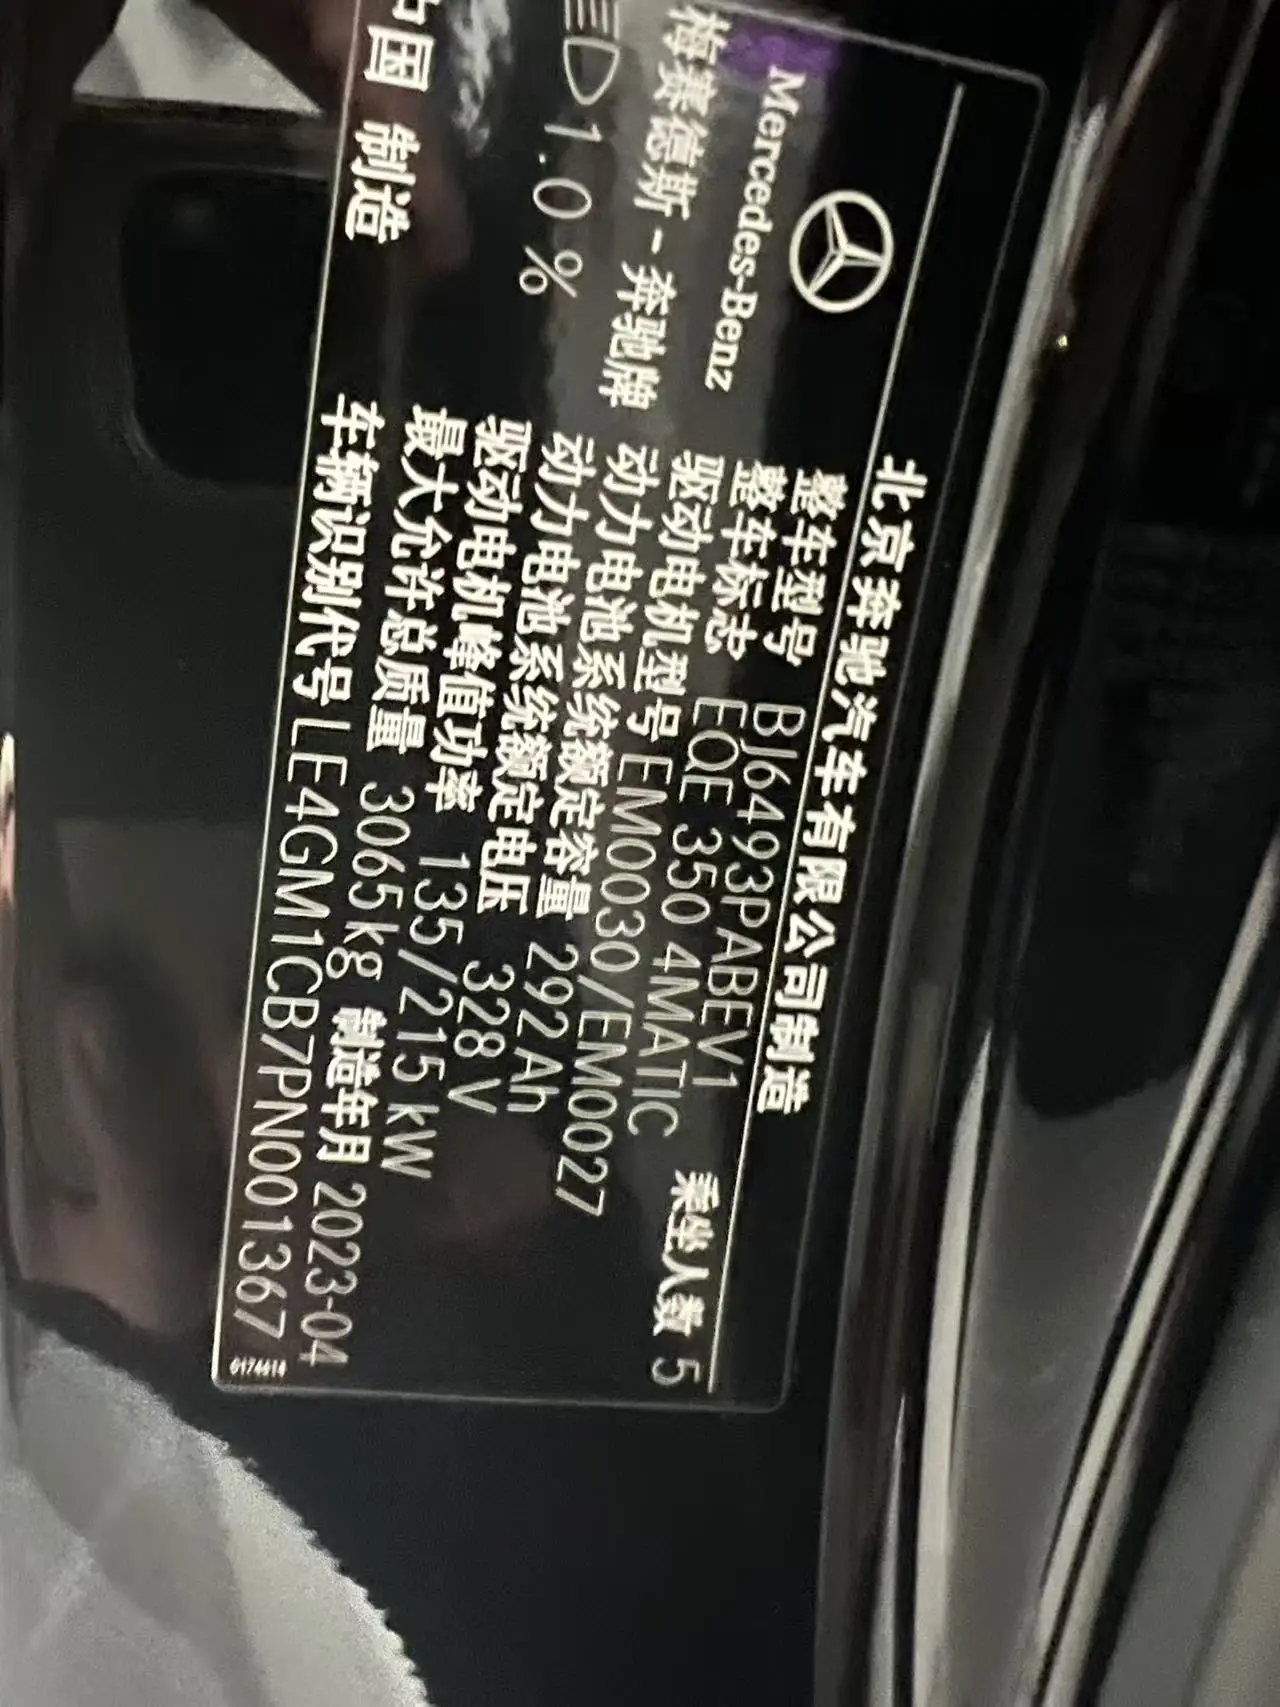 北京奔驰汽车有限公司制造
Mercedes-Benz
梅赛德斯-奔驰牌
1.0%
中国 制造
整车型号 BJ6493PABEV1
整车标志 EQE 350 4MATIC 乘坐人数 5
驱动电机型号 EM0030/EM0027
动力电池系统额定容量 292Ah
动力电池系统额定电压 328V
驱动电机峰值功率 135/215kW
最大允许总质量 3065kg 制造年月 2023-04
车辆识别代号 LE4GM1CB7PN001367
0174614